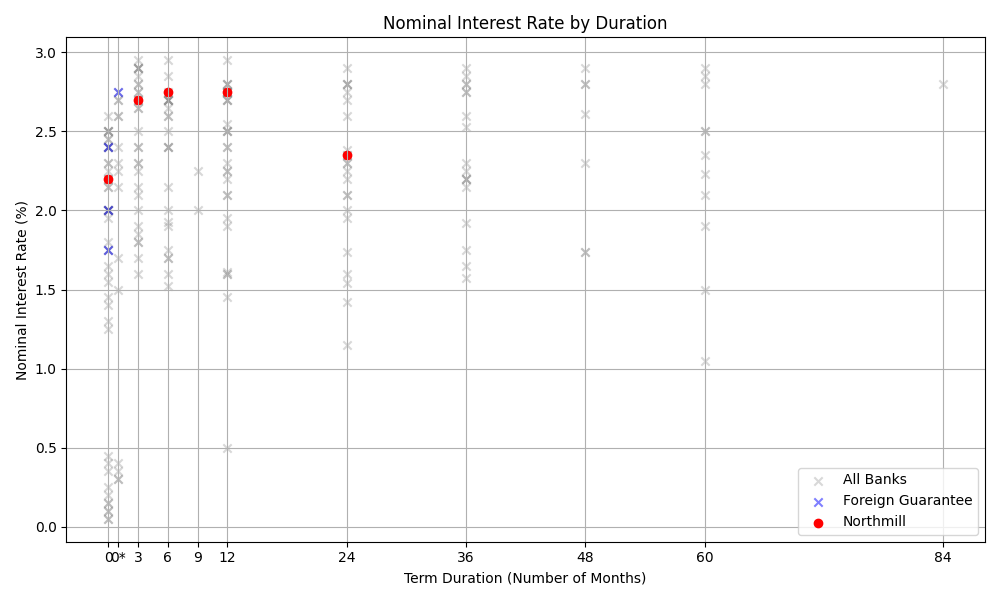 Nominal Interest Rate by Duration
Nominal Interest Rate (%)
3.0
2.5
2.0
1.5
1.0
0.5
0.0
All Banks
Foreign Guarantee
Northmill
0 0* 3 6 9 12 24 36 48 60 84
Term Duration (Number of Months)